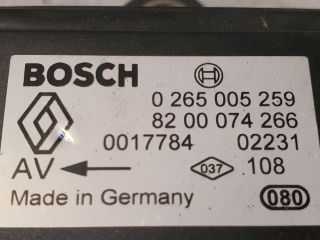 BOSCH
0 265 005 259
82 00 074 266
0017784 02231
AV 037 .108
Made in Germany 080